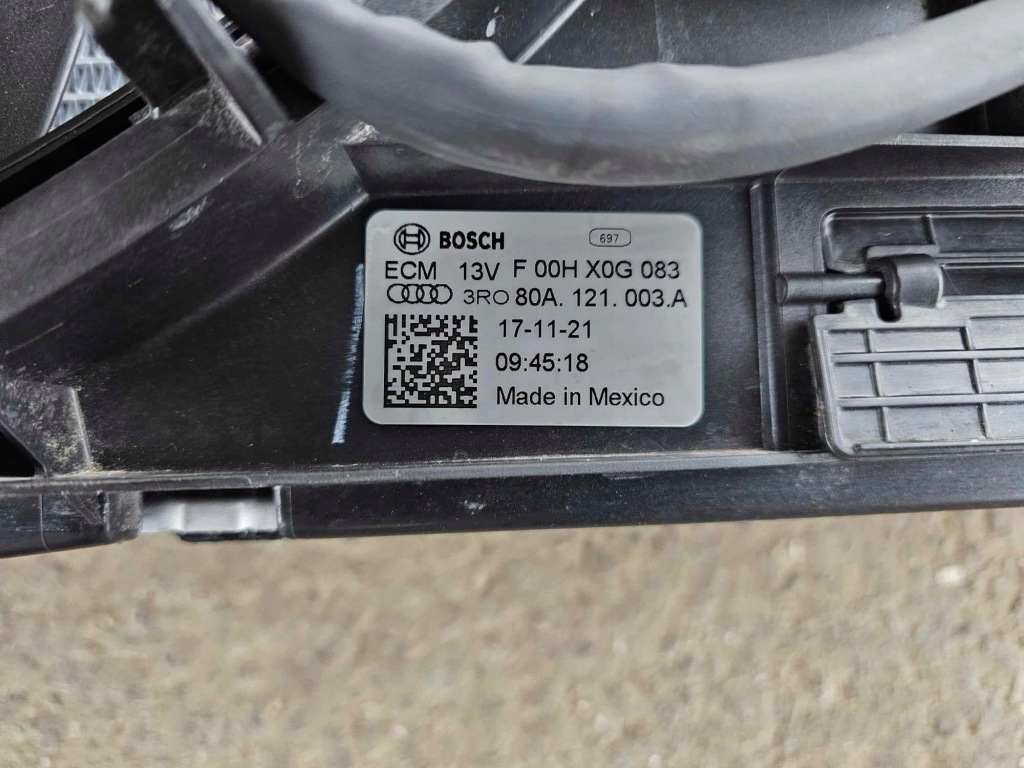 BOSCH 697
ECM 13V F 00H X0G 083
3RO 80A. 121. 003.A
17-11-21
09:45:18
Made in Mexico